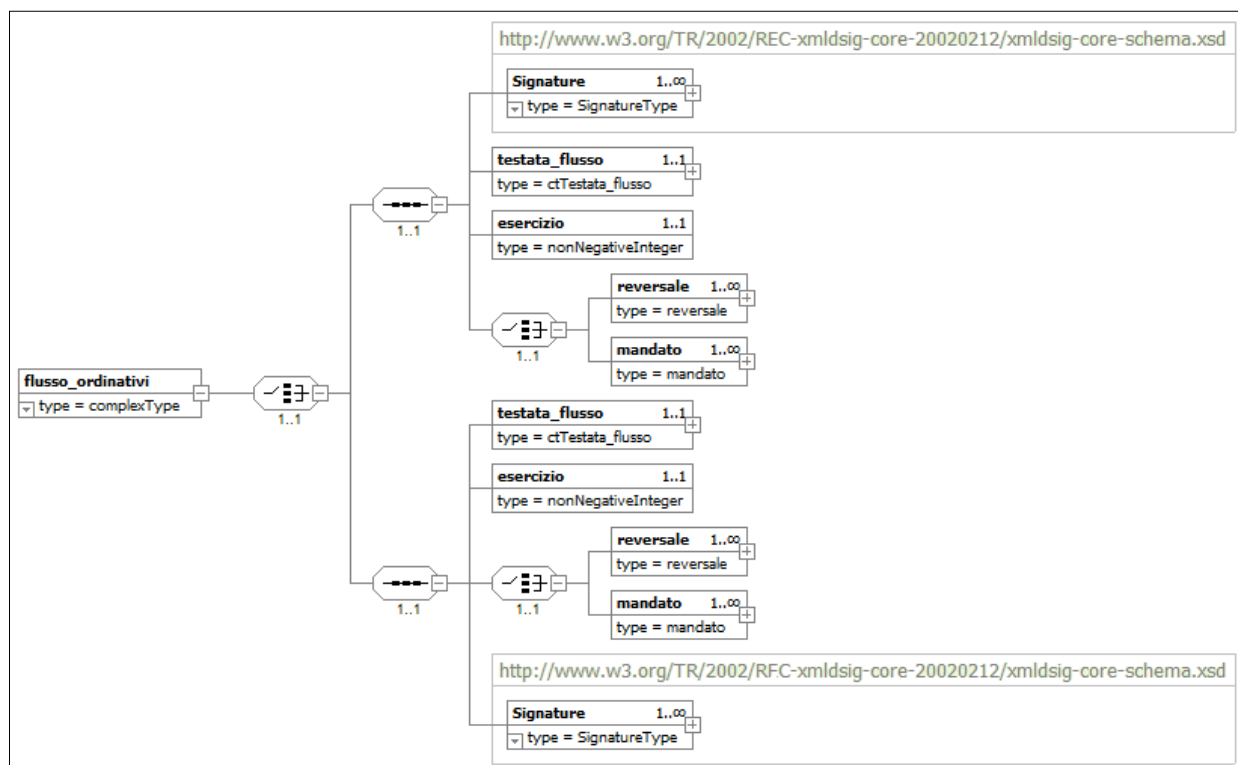 http://www.w3.org/TR/2002/REC-xmldsig-core-20020212/xmldsig-core-schema.xsd
Signature 1..∞
type = SignatureType
testata_flusso 1..1
type = ctTestata_flusso
1..1
esercizio 1..1
type = nonNegativeInteger
reversale 1..∞
type = reversale
1..1
mandato 1..∞
type = mandato
flusso_ordinativi
type = complexType
1..1
testata_flusso 1..1
type = ctTestata_flusso
esercizio 1..1
type = nonNegativeInteger
reversale 1..∞
type = reversale
1..1
1..1
mandato 1..∞
type = mandato
http://www.w3.org/TR/2002/REC-xmldsig-core-20020212/xmldsig-core-schema.xsd
Signature 1..∞
type = SignatureType